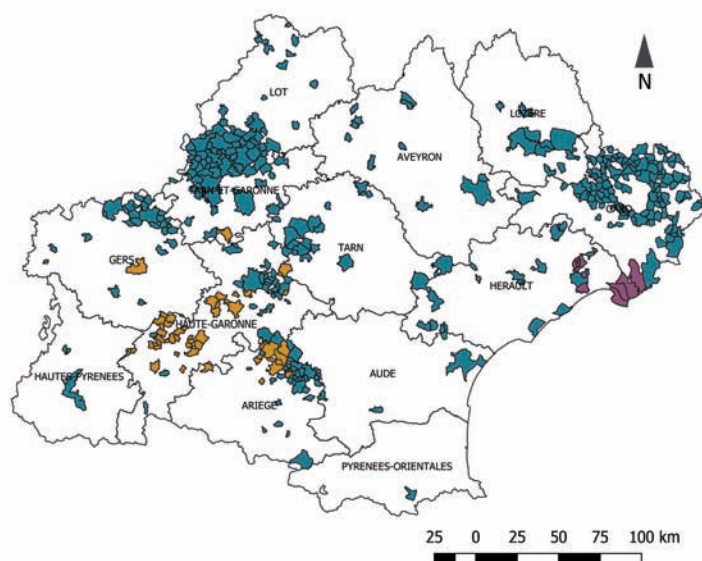 N
LOT
LOZERE
AVEYRON
TARN-ET-GARONNE
GARD
GERS
TARN
HERAULT
HAUTE-GARONNE
HAUTES-PYRENEES
AUDE
ARIEGE
PYRENEES-ORIENTALES
25 0 25 50 75 100 km